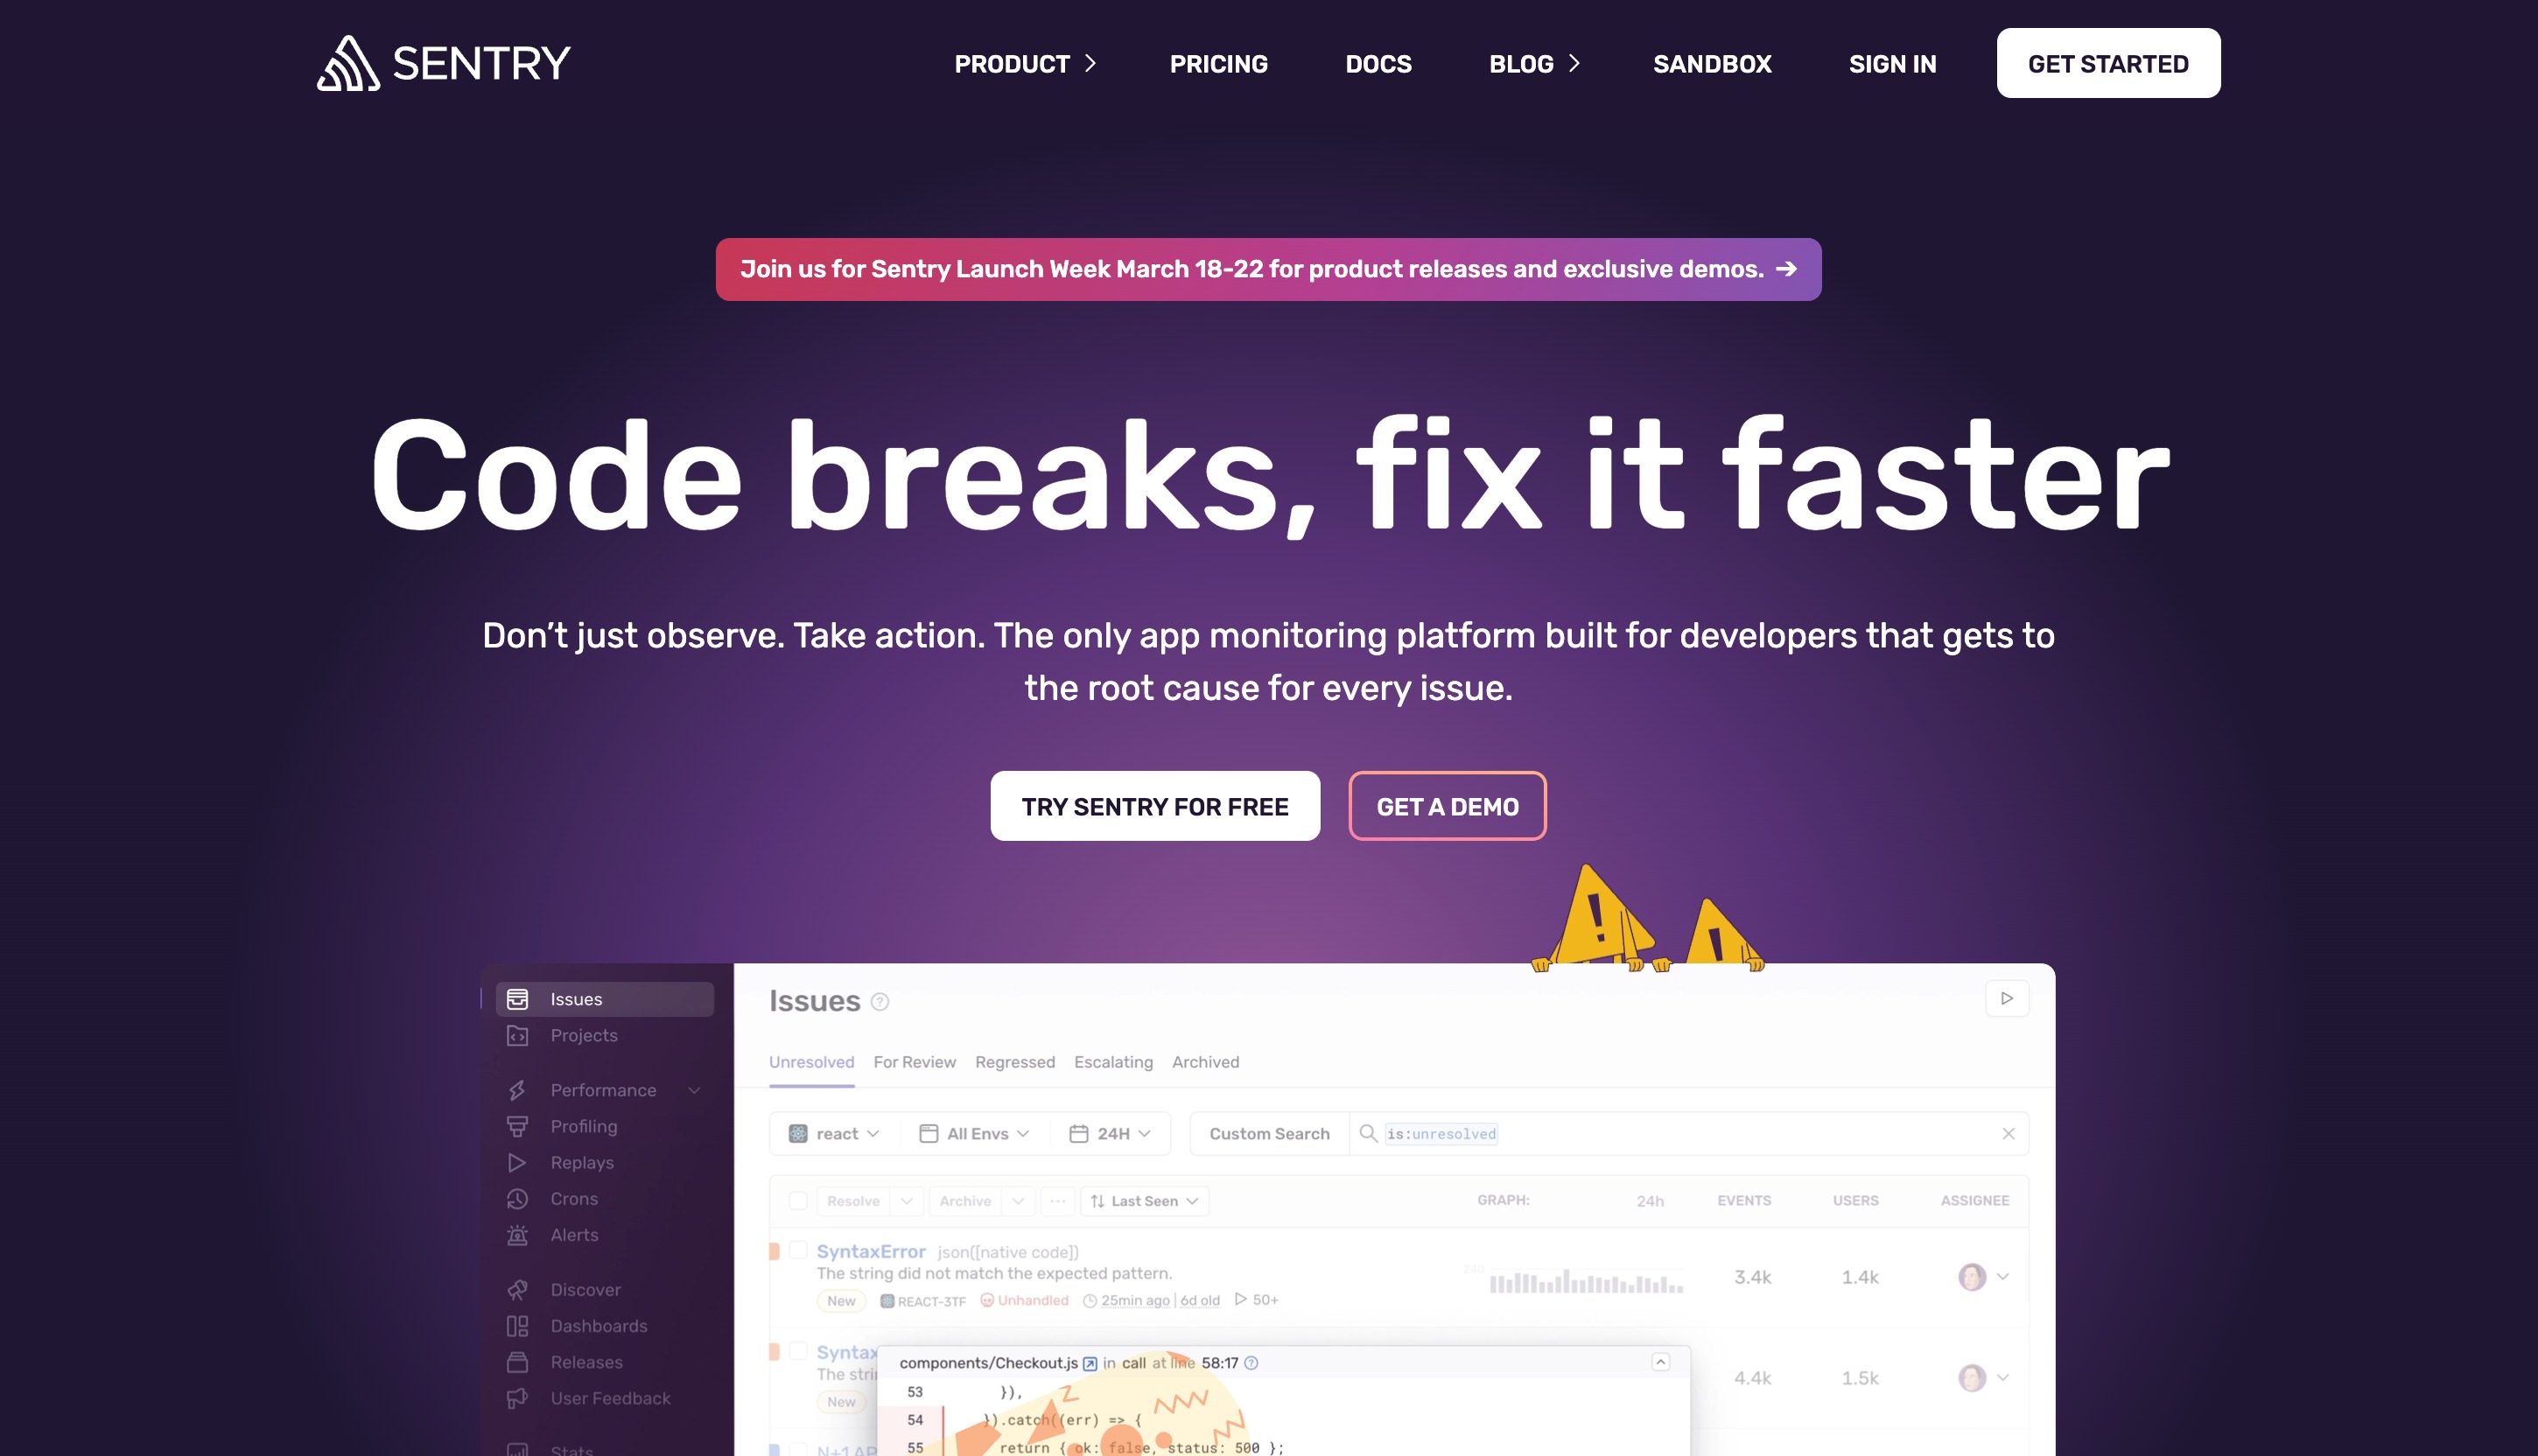 SENTRY
PRODUCT
PRICING
DOCS
BLOG
SANDBOX
SIGN IN
GET STARTED
Join us for Sentry Launch Week March 18-22 for product releases and exclusive demos. →
Code breaks, fix it faster
Don’t just observe. Take action. The only app monitoring platform built for developers that gets to
the root cause for every issue.
TRY SENTRY FOR FREE
GET A DEMO
Issues
Projects
Performance
Profiling
Replays
Crons
Alerts
Discover
Dashboards
Releases
User Feedback
Stats
Issues
Unresolved For Review Regressed Escalating Archived
react All Envs 24H Custom Search is:unresolved
Resolve Archive Last Seen GRAPH: 24h EVENTS USERS ASSIGNEE
SyntaxError json([native code])
The string did not match the expected pattern.
240
3.4k 1.4k
New REACT-3TF Unhandled 25min ago | 6d old 50+
Syntax
The stri
4.4k 1.5k
New
N+1 AP
components/Checkout.js in call at line 58:17
53 }),
54 }).catch((err) => {
55 return { ok: false, status: 500 };